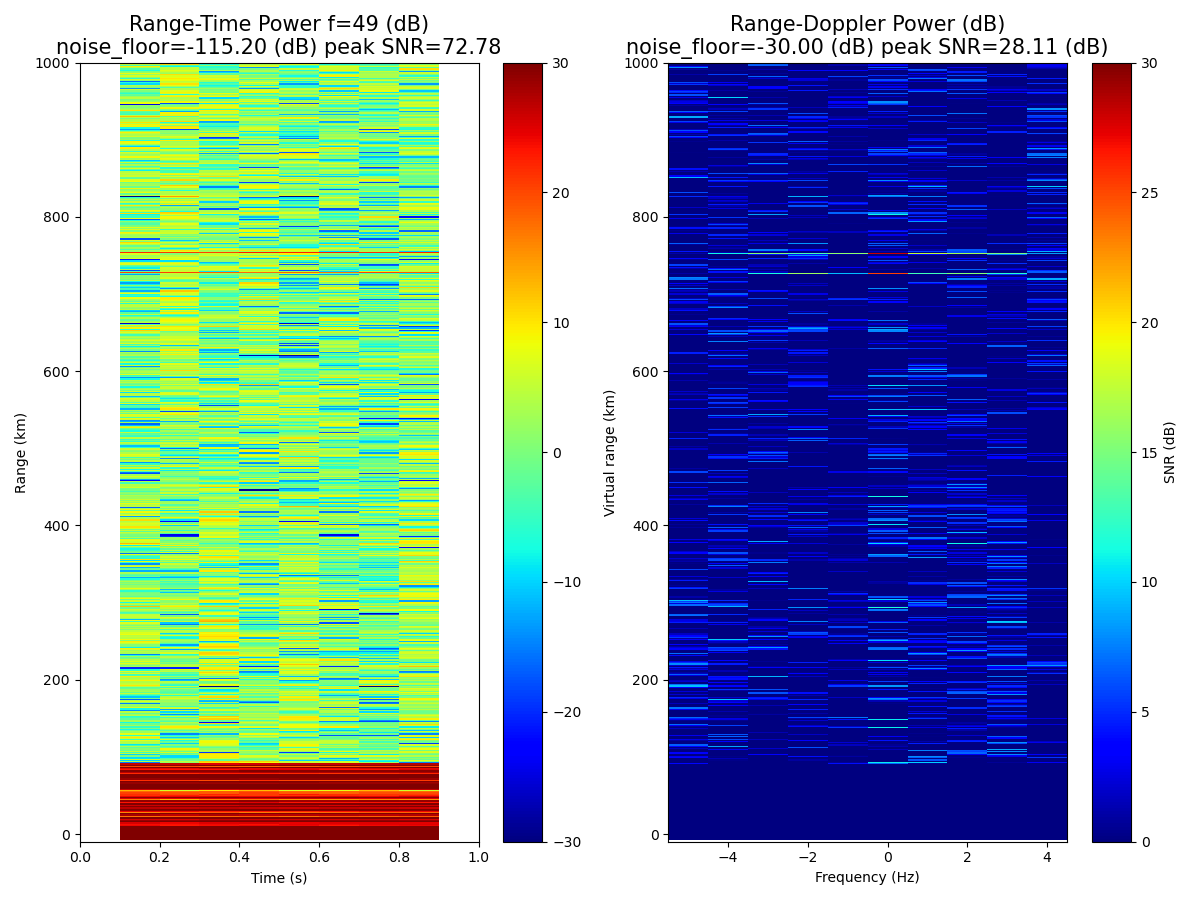 Range-Time Power f=49 (dB)
noise_floor=-115.20 (dB) peak SNR=72.78
1000
800
600
400
200
0
Range (km)
0.0 0.2 0.4 0.6 0.8 1.0
Time (s)
30
20
10
0
−10
−20
−30
Range-Doppler Power (dB)
noise_floor=-30.00 (dB) peak SNR=28.11 (dB)
1000
800
600
400
200
0
Virtual range (km)
−4 −2 0 2 4
Frequency (Hz)
30
25
20
15
10
5
0
SNR (dB)